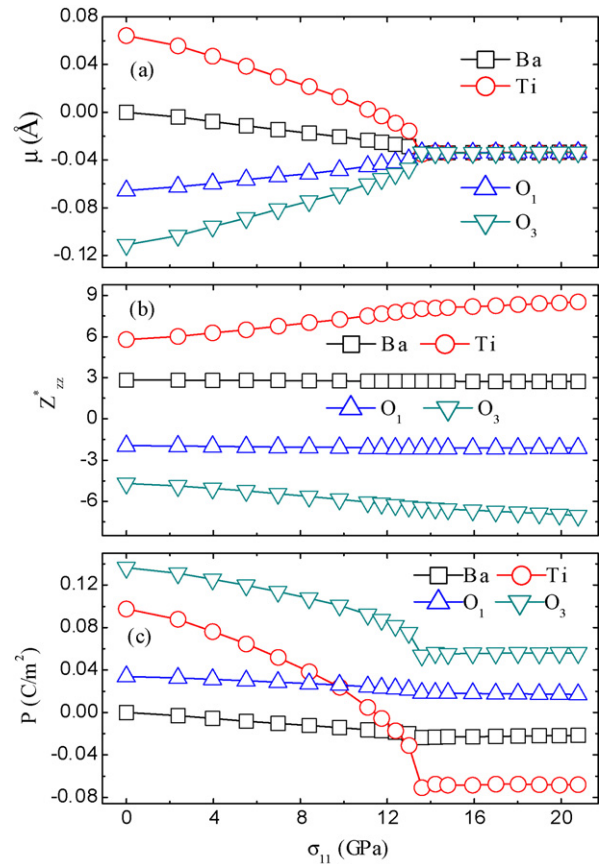 0.08
0.04
0.00
-0.04
-0.08
-0.12
μ (Å)
(a)
Ba
Ti
O₁
O₃
9
6
3
0
-3
-6
Z*zz
(b)
Ba Ti
O₁ O₃
0.12
0.08
0.04
0.00
-0.04
-0.08
P (C/m²)
(c)
Ba Ti
O₁ O₃
0 4 8 12 16 20
σ₁₁ (GPa)